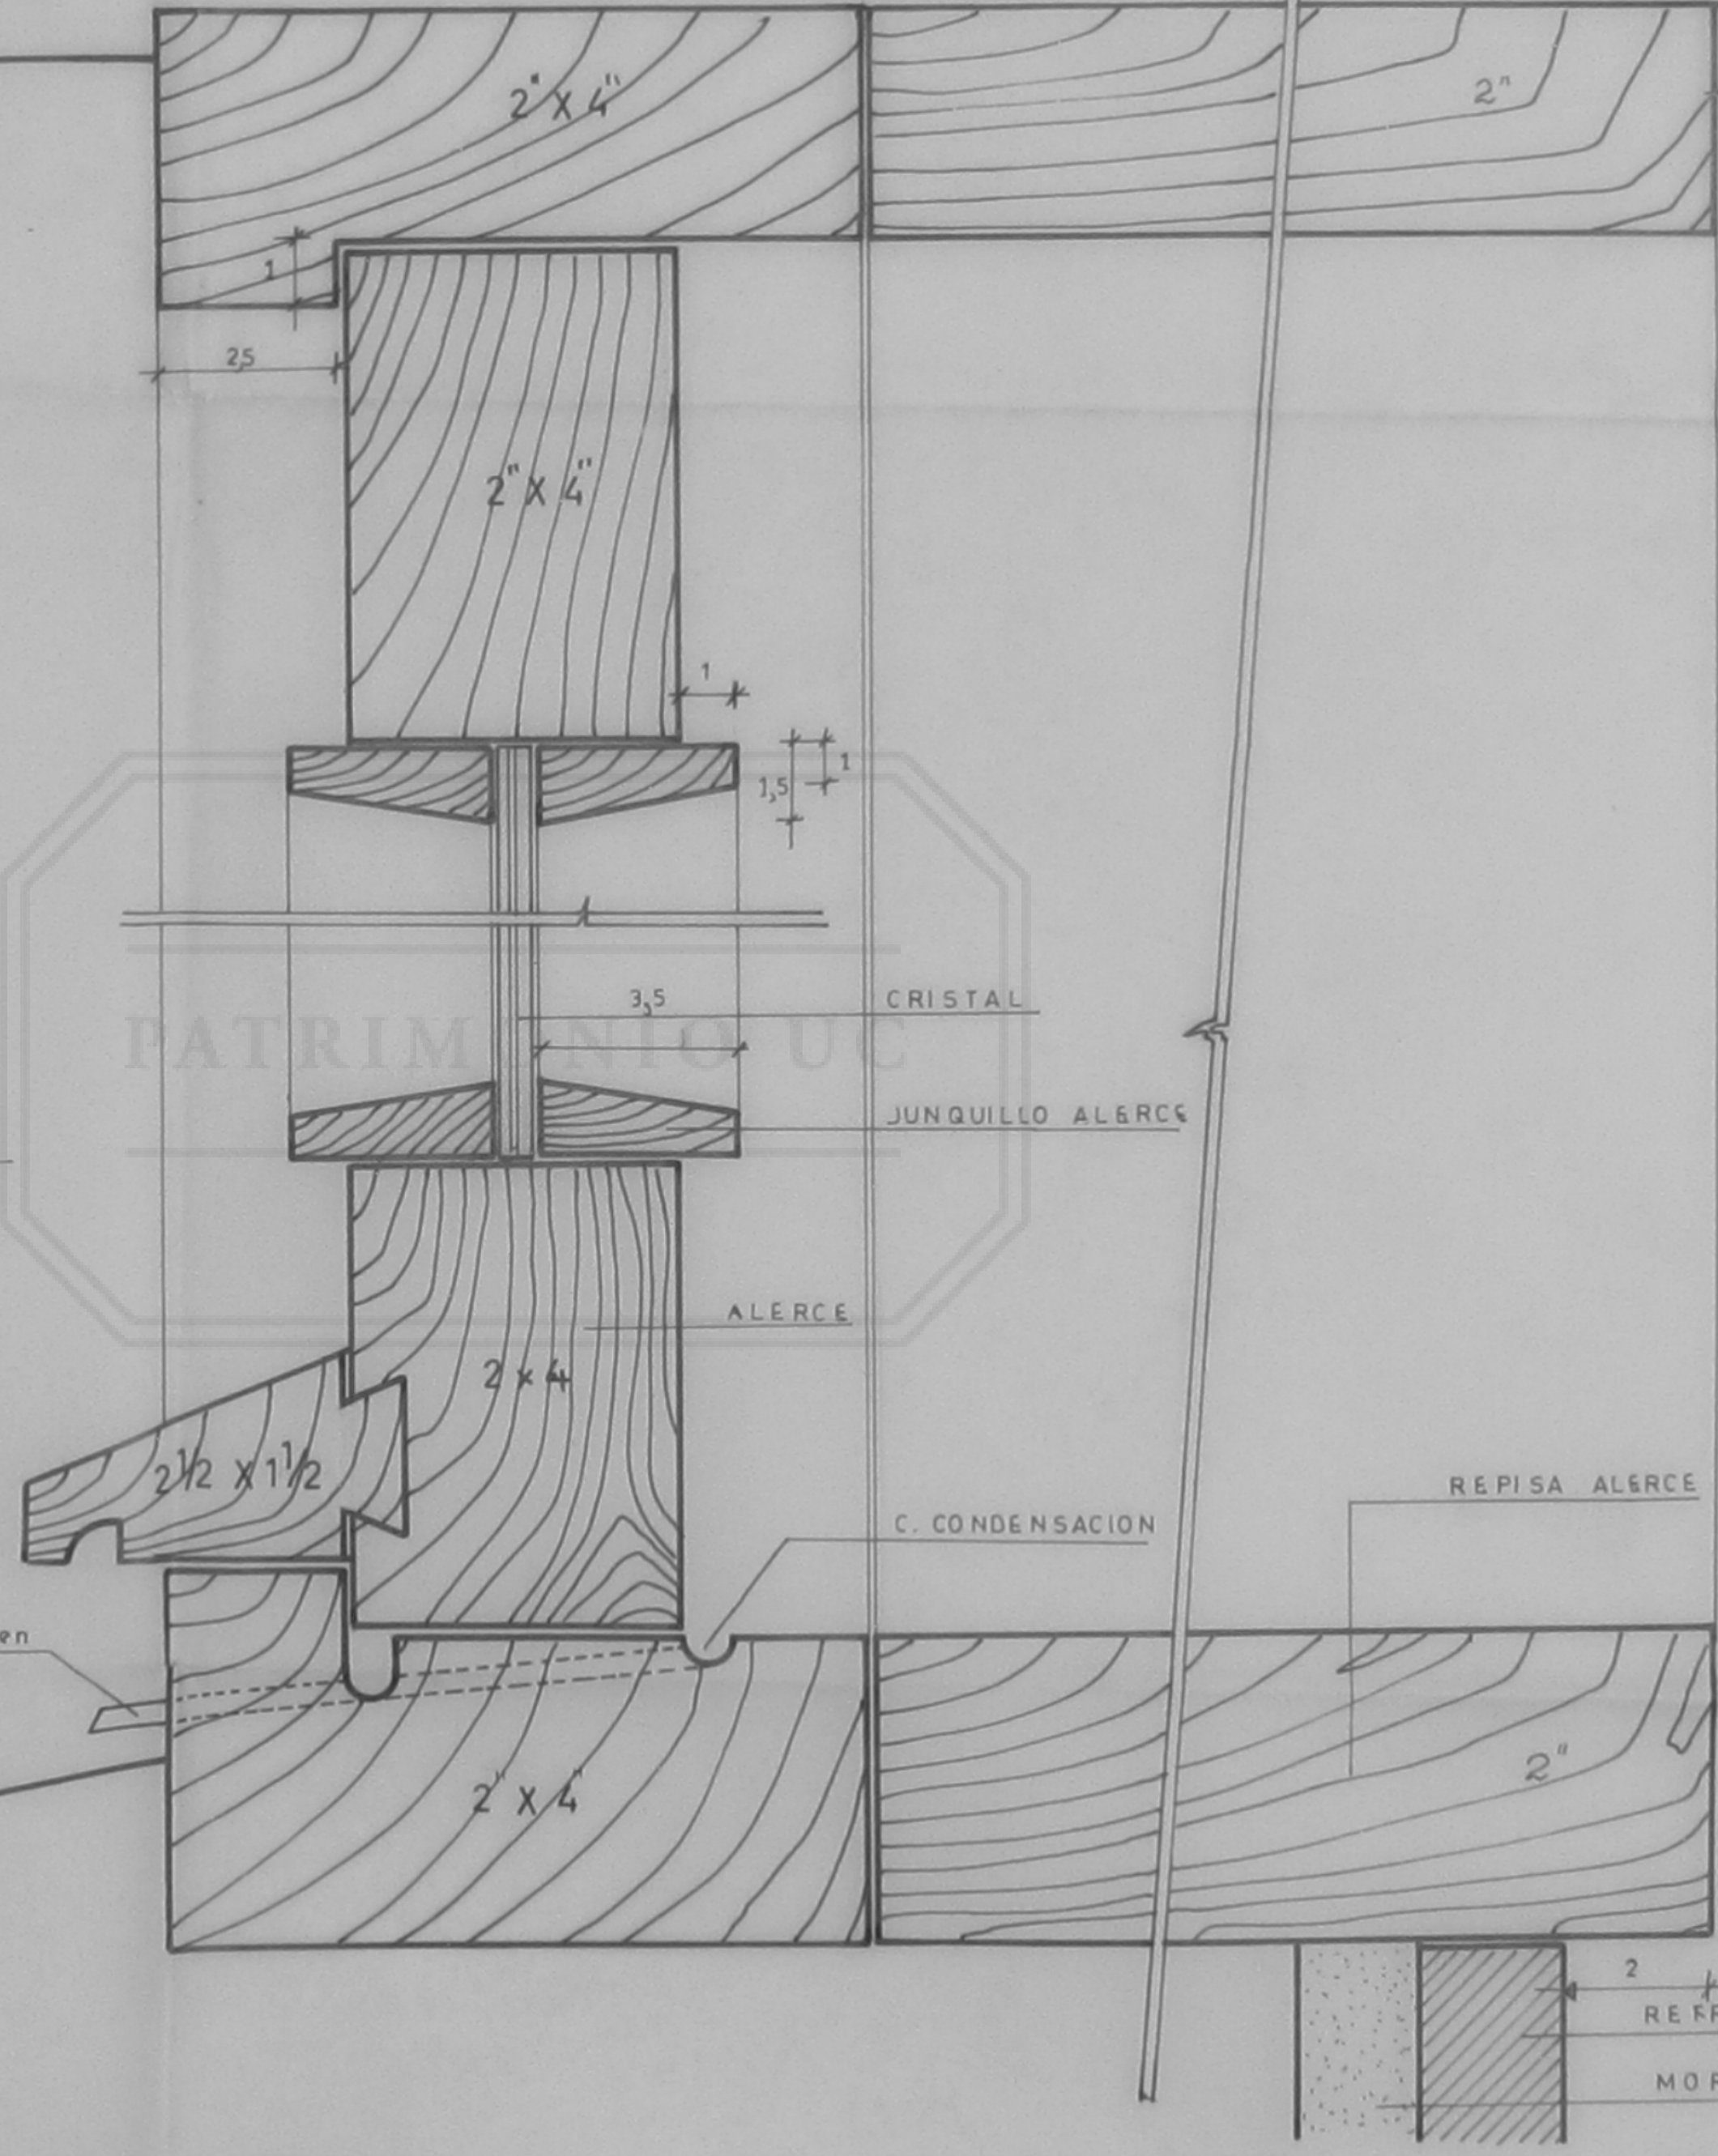 2" X 4"
2"
1
2,5
2" X 4"
1
1
1,5
3,5
CRISTAL
PATRIMONIO UC
JUNQUILLO ALERCE
ALERCE
2 x 4
2 1/2 X 1 1/2
REPISA ALERCE
C. CONDENSACION
en
2" X 4"
2"
2